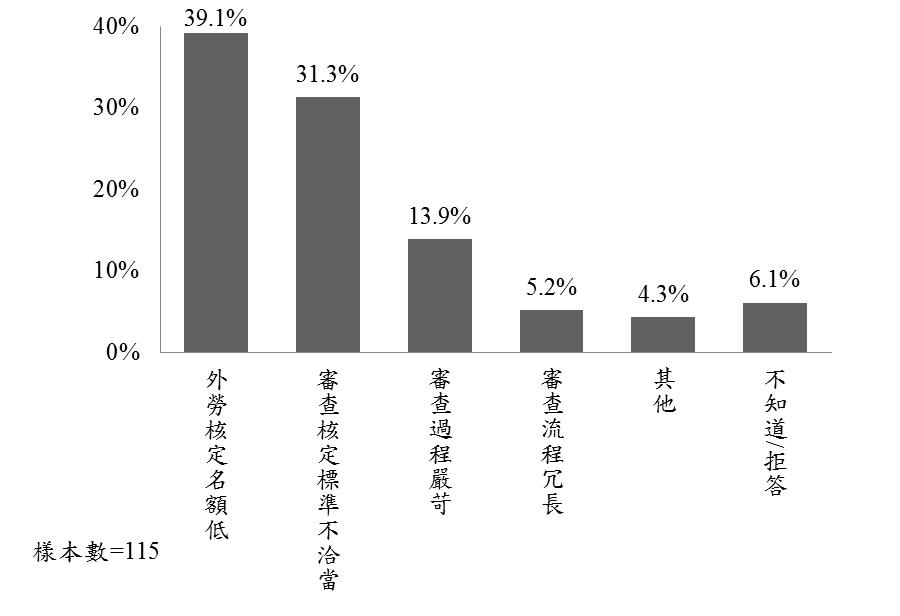 40%
30%
20%
10%
0%
39.1%
31.3%
13.9%
5.2%
4.3%
6.1%
外勞核定名額低
審查核定標準不洽當
審查過程嚴苛
審查流程冗長
其他
不知道/拒答
樣本數=115